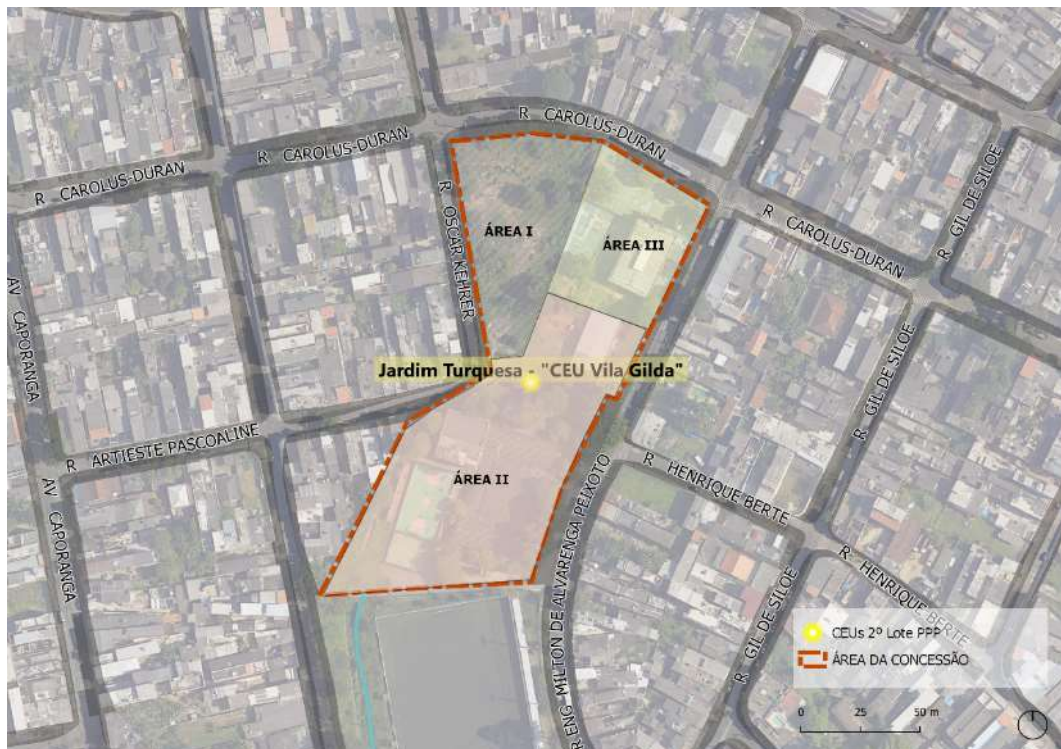 R CAROLUS-DURAN
R CAROLUS-DURAN
R CAROLUS-DURAN
R CAROLUS-DURAN
R OSCAR KEHRER
R GIL DE SILOE
ÁREA I
ÁREA III
AV CAPORANGA
Jardim Turquesa - "CEU Vila Gilda"
R GIL DE SILOE
R ARTIESTE PASCOALINE
ÁREA II
R HENRIQUE BERTE
AV CAPORANGA
R ENG MILTON DE ALVARENGA PEIXOTO
R HENRIQUE BERTE
R GIL DE SILOE
CEUs 2º Lote PPP
ÁREA DA CONCESSÃO
0 25 50 m